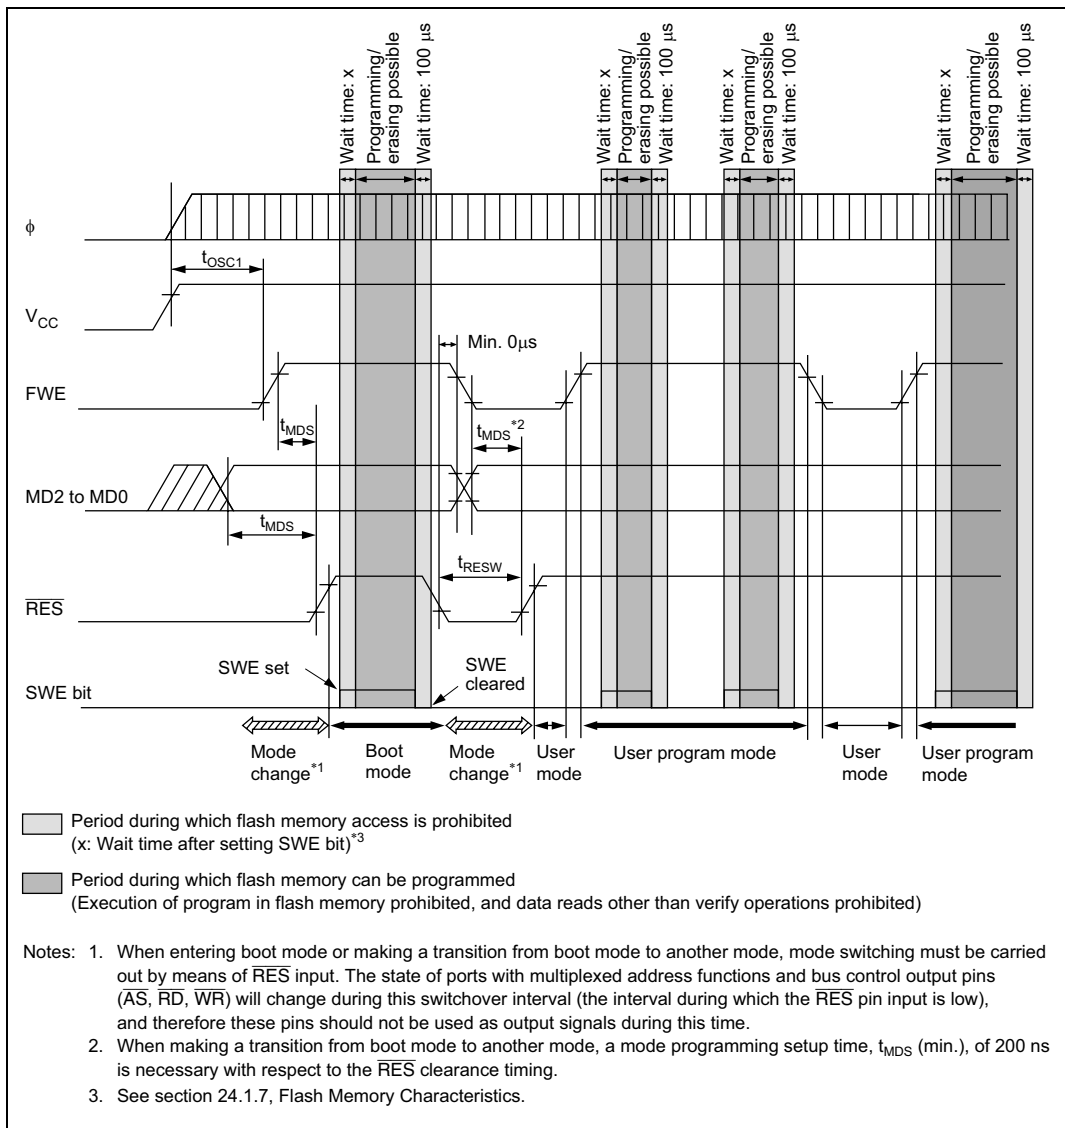 Wait time: x
Programming/
erasing possible
Wait time: 100 μs
Wait time: x
Programming/
erasing possible
Wait time: 100 μs
Wait time: x
Programming/
erasing possible
Wait time: 100 μs
Wait time: x
Programming/
erasing possible
Wait time: 100 μs
ϕ
tOSC1
VCC
Min. 0μs
FWE
tMDS
tMDS*2
MD2 to MD0
tMDS
tRESW
RES
SWE set
SWE
cleared
SWE bit
Mode
change*1
Boot
mode
Mode
change*1
User
mode
User program mode
User
mode
User program
mode
Period during which flash memory access is prohibited
(x: Wait time after setting SWE bit)*3
Period during which flash memory can be programmed
(Execution of program in flash memory prohibited, and data reads other than verify operations prohibited)
Notes: 1. When entering boot mode or making a transition from boot mode to another mode, mode switching must be carried
out by means of RES input. The state of ports with multiplexed address functions and bus control output pins
(AS, RD, WR) will change during this switchover interval (the interval during which the RES pin input is low),
and therefore these pins should not be used as output signals during this time.
2. When making a transition from boot mode to another mode, a mode programming setup time, tMDS (min.), of 200 ns
is necessary with respect to the RES clearance timing.
3. See section 24.1.7, Flash Memory Characteristics.